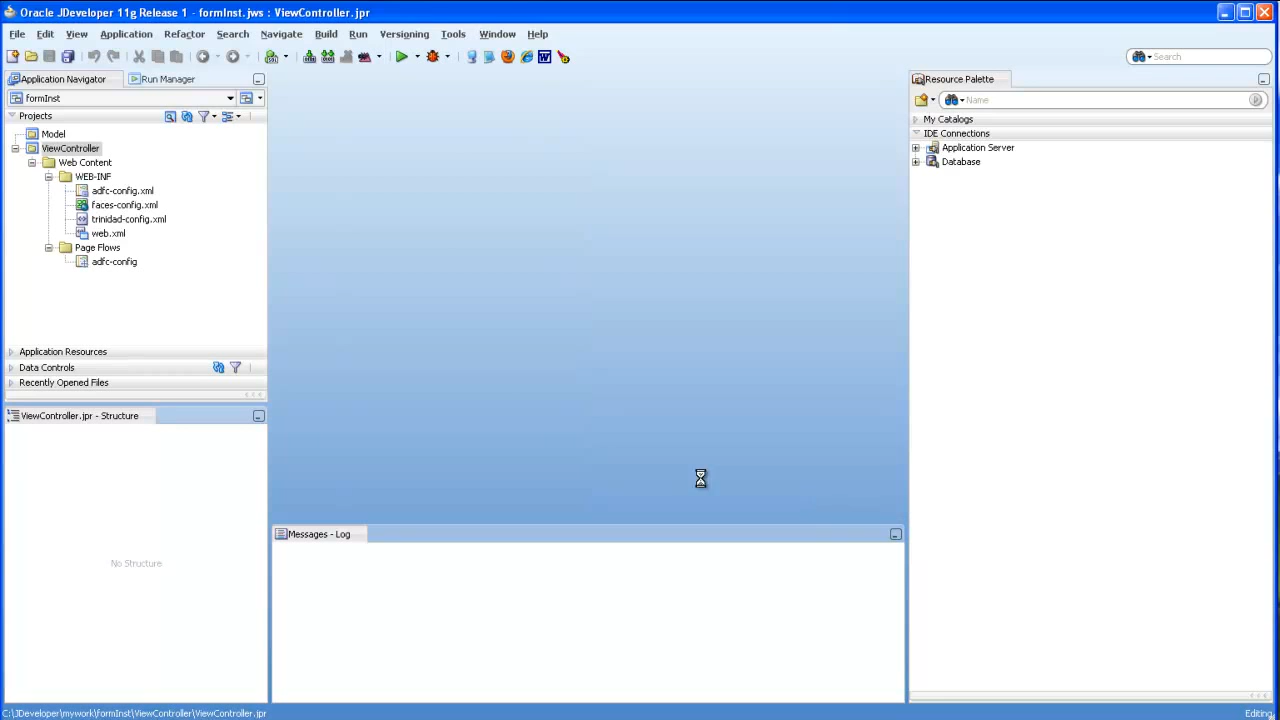 Oracle JDeveloper 11g Release 1 - formInst.jws : ViewController.jpr
File Edit View Application Refactor Search Navigate Build Run Versioning Tools Window Help
Search
Application Navigator
Run Manager
formInst
Projects
Model
ViewController
Web Content
WEB-INF
adfc-config.xml
faces-config.xml
trinidad-config.xml
web.xml
Page Flows
adfc-config
Application Resources
Data Controls
Recently Opened Files
ViewController.jpr - Structure
No Structure
Messages - Log
Resource Palette
Name
My Catalogs
IDE Connections
Application Server
Database
C:\JDeveloper\mywork\formInst\ViewController\ViewController.jpr
Editing